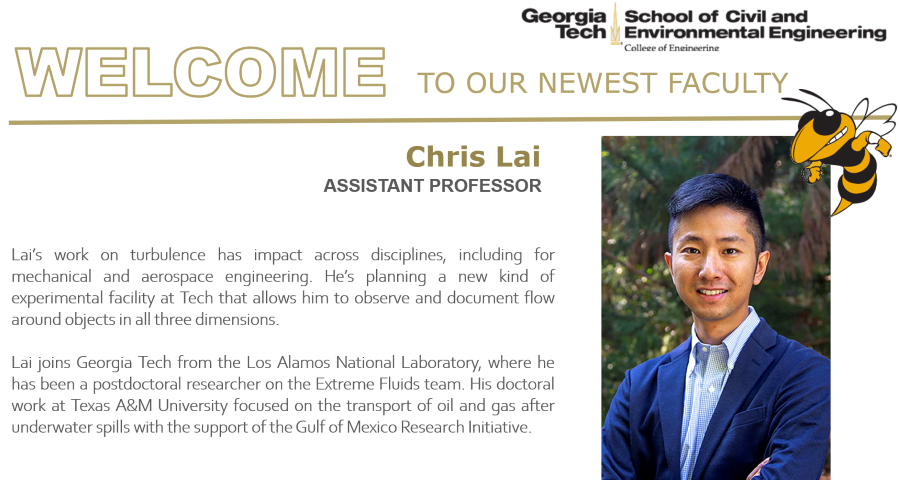 Georgia Tech
School of Civil and
Environmental Engineering
College of Engineering
WELCOME TO OUR NEWEST FACULTY
Chris Lai
ASSISTANT PROFESSOR
Lai’s work on turbulence has impact across disciplines, including for
mechanical and aerospace engineering. He’s planning a new kind of
experimental facility at Tech that allows him to observe and document flow
around objects in all three dimensions.
Lai joins Georgia Tech from the Los Alamos National Laboratory, where he
has been a postdoctoral researcher on the Extreme Fluids team. His doctoral
work at Texas A&M University focused on the transport of oil and gas after
underwater spills with the support of the Gulf of Mexico Research Initiative.